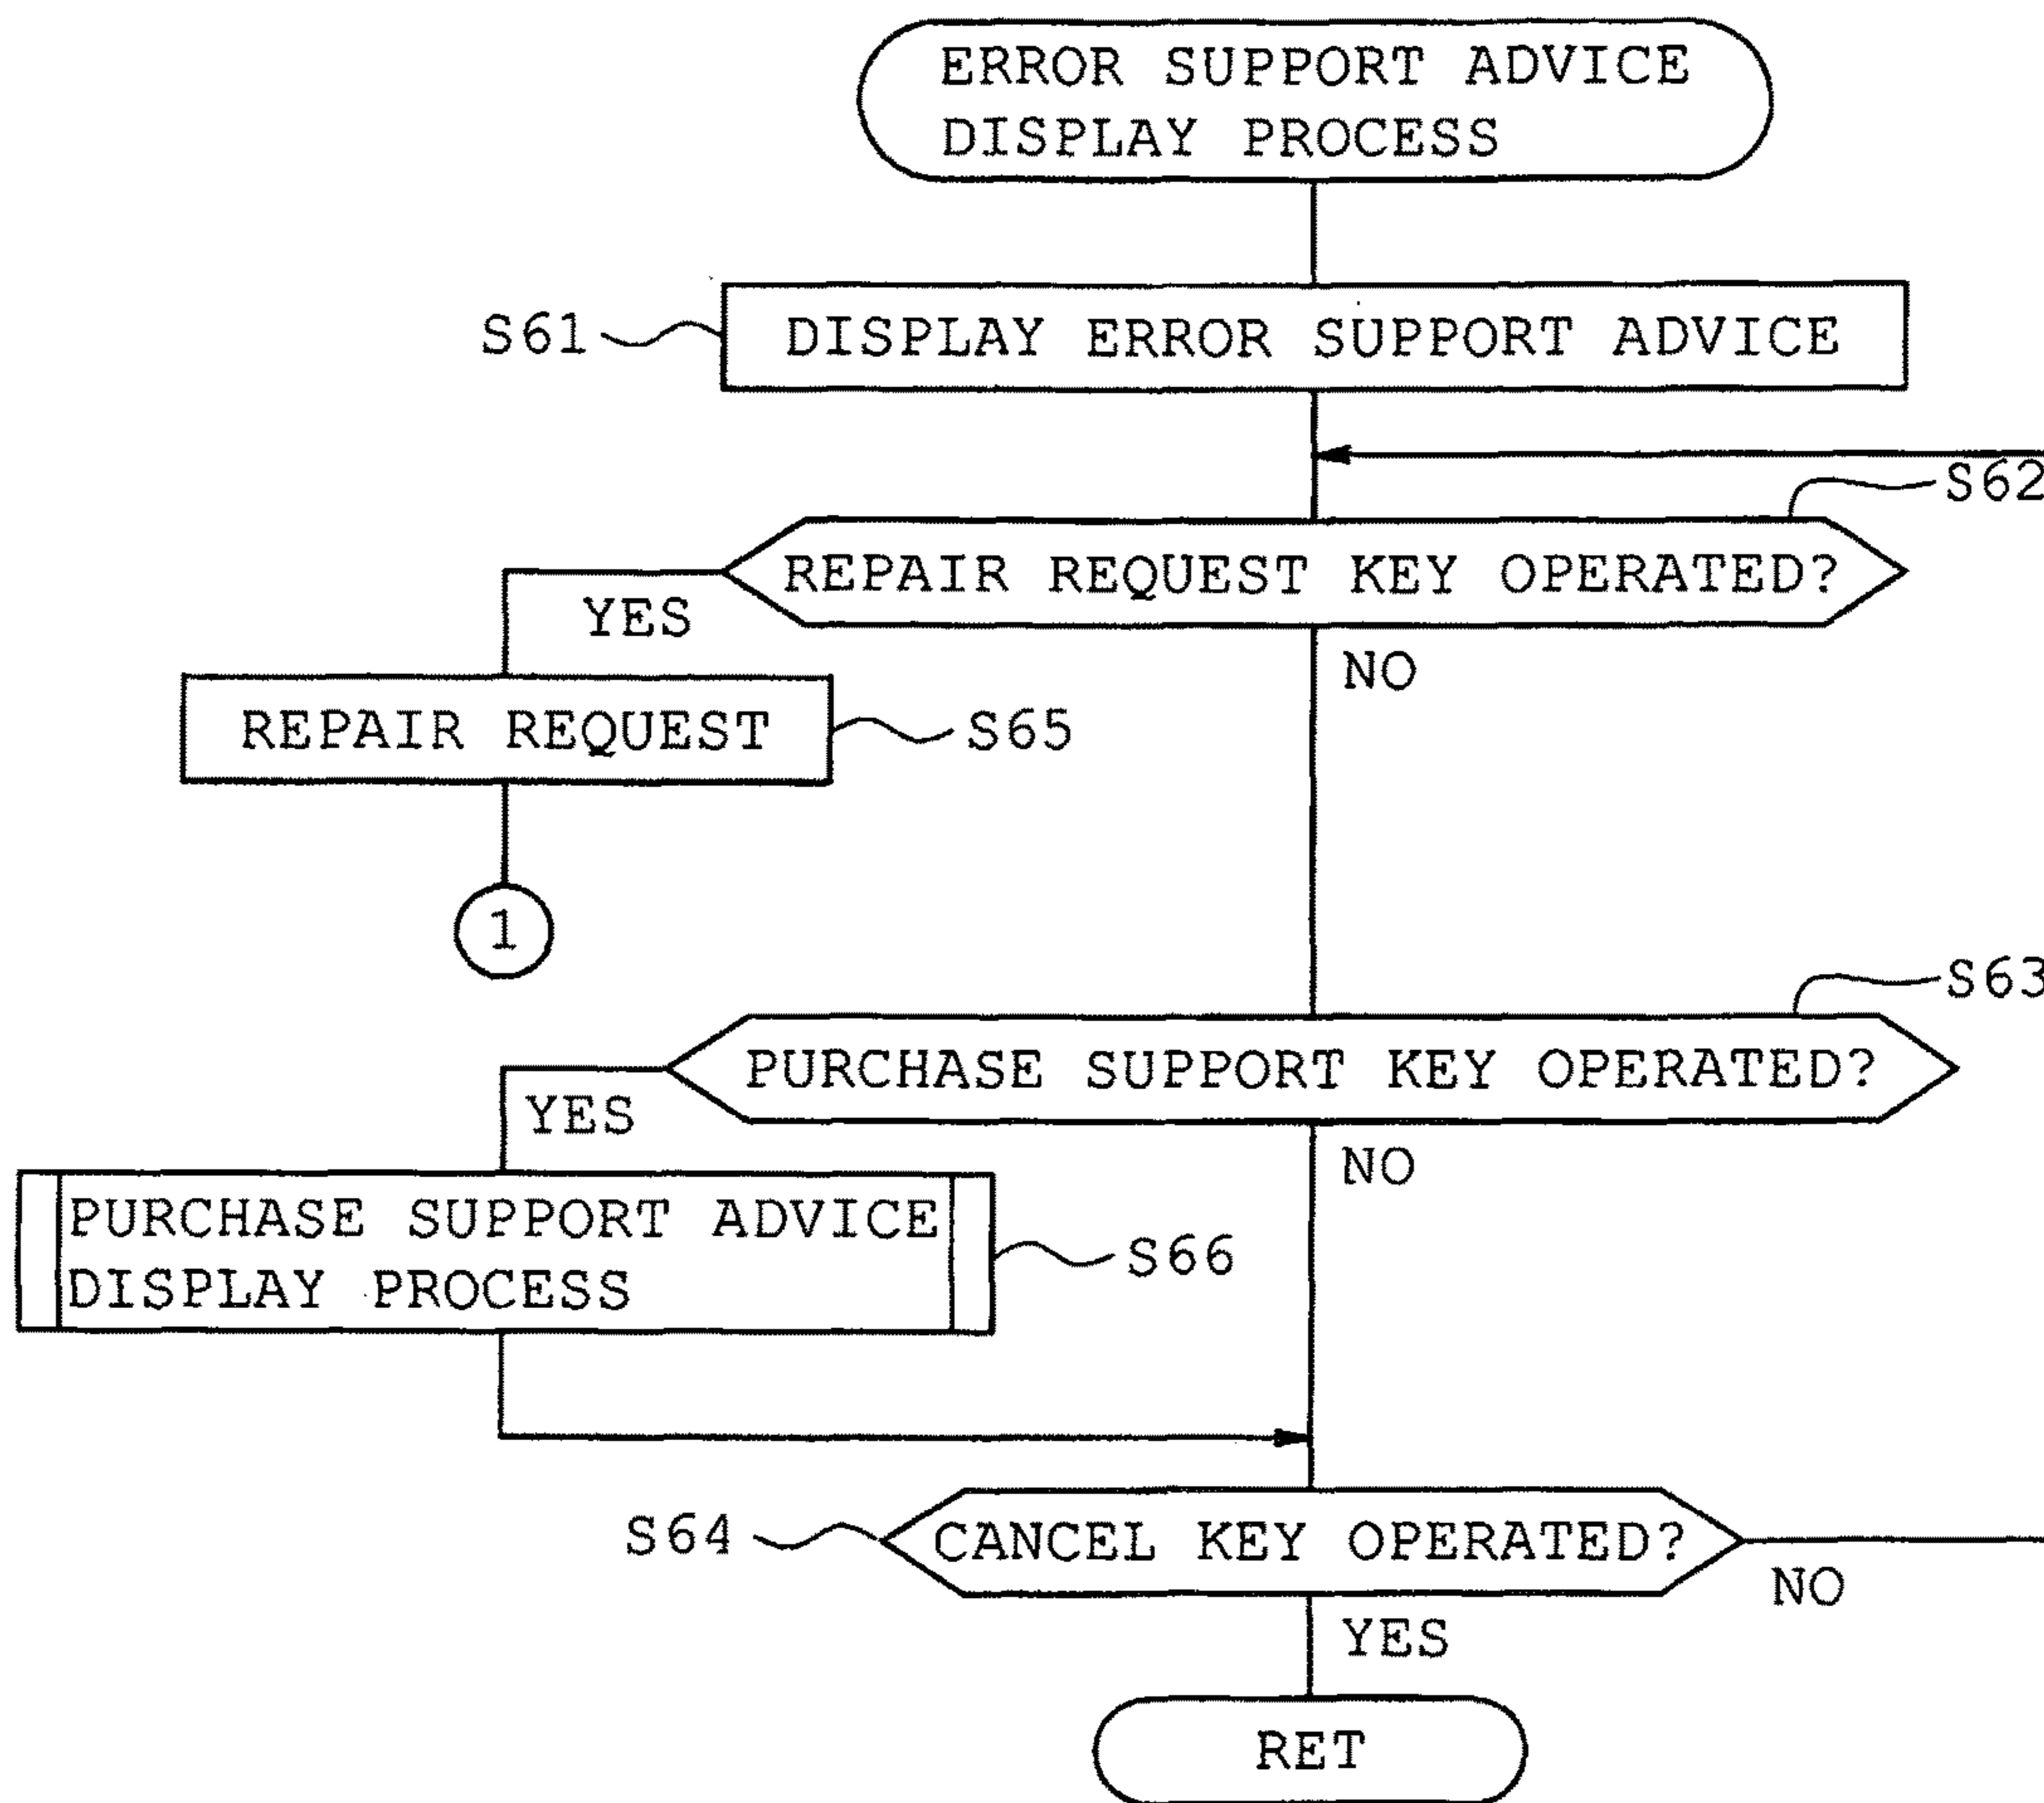 ERROR SUPPORT ADVICE
DISPLAY PROCESS
S61
DISPLAY ERROR SUPPORT ADVICE
S62
REPAIR REQUEST KEY OPERATED?
YES
NO
REPAIR REQUEST
S65
1
S63
PURCHASE SUPPORT KEY OPERATED?
YES
NO
PURCHASE SUPPORT ADVICE
DISPLAY PROCESS
S66
S64
CANCEL KEY OPERATED?
NO
YES
RET